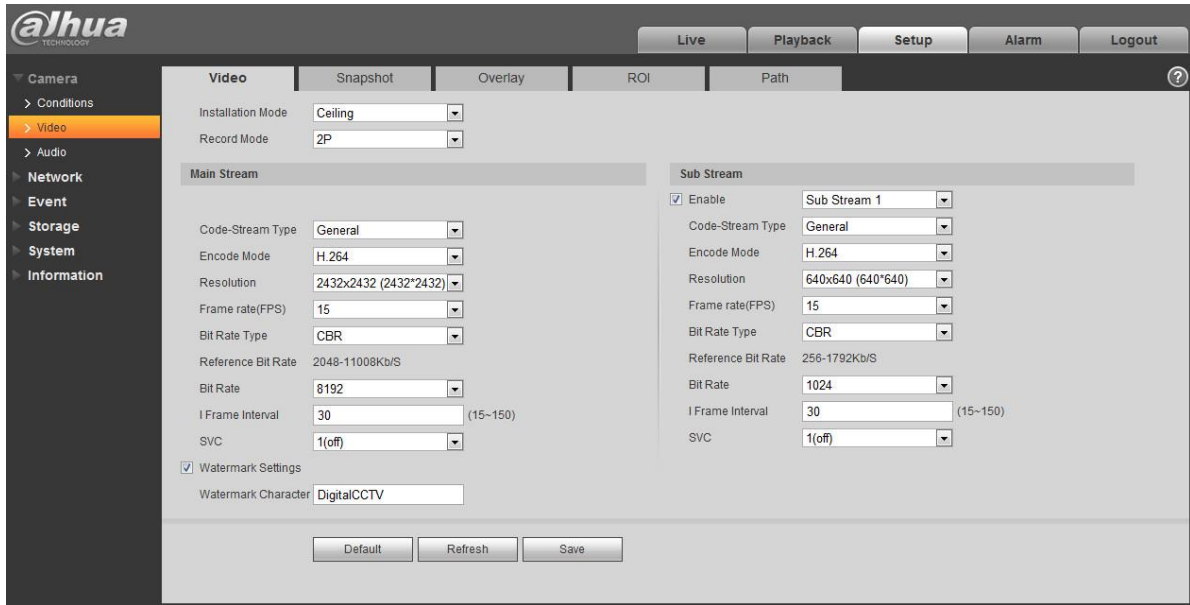 alhua
TECHNOLOGY
Live Playback Setup Alarm Logout
Camera
Conditions
Video
Audio
Network
Event
Storage
System
Information
Video Snapshot Overlay ROI Path
?
Installation Mode Ceiling
Record Mode 2P
Main Stream
Code-Stream Type General
Encode Mode H.264
Resolution 2432x2432 (2432*2432)
Frame rate(FPS) 15
Bit Rate Type CBR
Reference Bit Rate 2048-11008Kb/S
Bit Rate 8192
I Frame Interval 30 (15~150)
SVC 1(off)
Watermark Settings
Watermark Character DigitalCCTV
Sub Stream
Enable Sub Stream 1
Code-Stream Type General
Encode Mode H.264
Resolution 640x640 (640*640)
Frame rate(FPS) 15
Bit Rate Type CBR
Reference Bit Rate 256-1792Kb/S
Bit Rate 1024
I Frame Interval 30 (15~150)
SVC 1(off)
Default Refresh Save